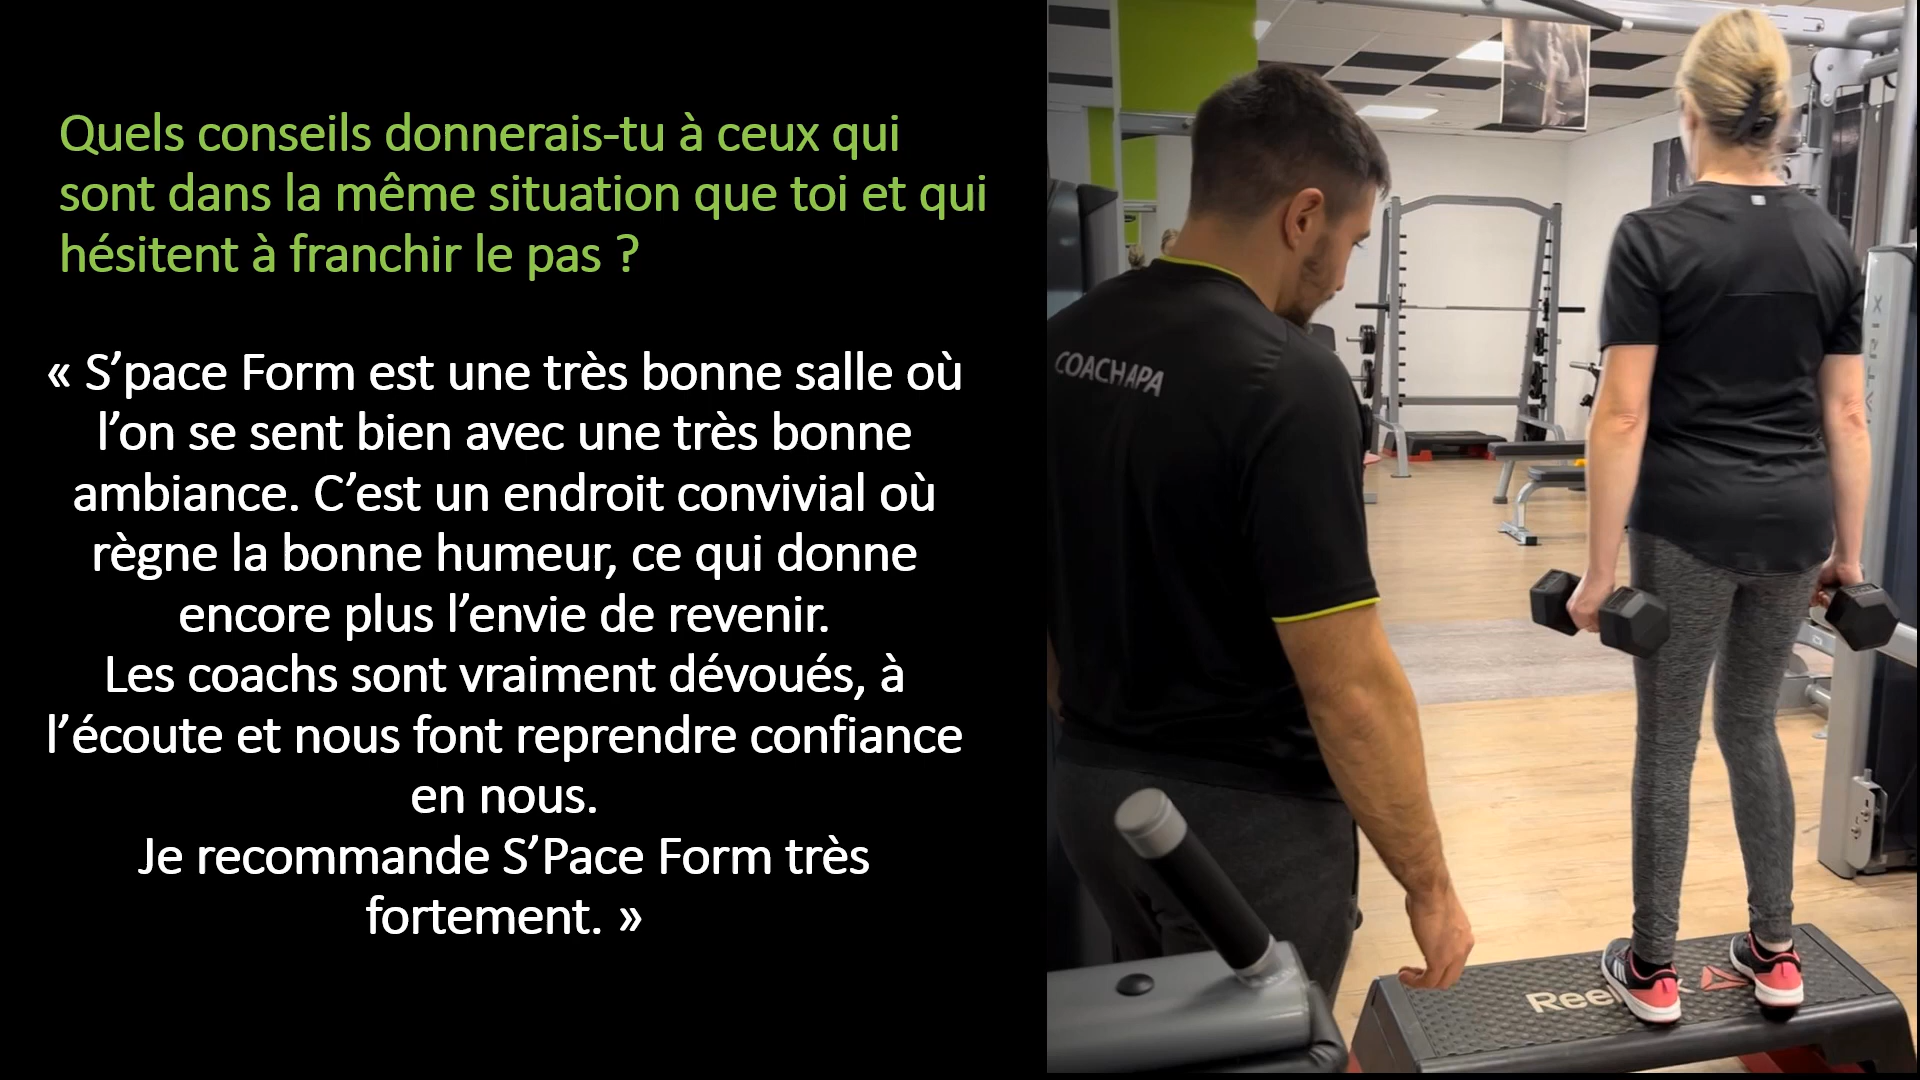 Quels conseils donnerais-tu à ceux qui
sont dans la même situation que toi et qui
hésitent à franchir le pas ?
« S’pace Form est une très bonne salle où
l’on se sent bien avec une très bonne
ambiance. C’est un endroit convivial où
règne la bonne humeur, ce qui donne
encore plus l’envie de revenir.
Les coachs sont vraiment dévoués, à
l’écoute et nous font reprendre confiance
en nous.
Je recommande S’Pace Form très
fortement. »
COACH APA